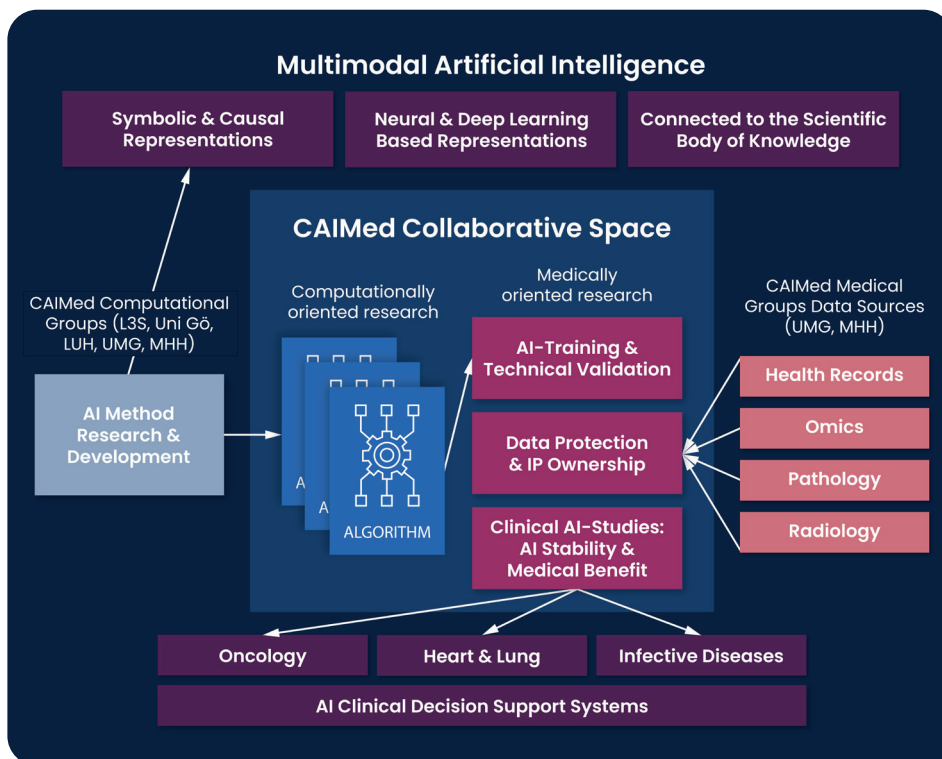 Multimodal Artificial Intelligence
Symbolic & Causal
Representations
Neural & Deep Learning
Based Representations
Connected to the Scientific
Body of Knowledge
CAIMed Collaborative Space
CAIMed Computational
Groups (L3S, Uni Gö,
LUH, UMG, MHH)
AI Method
Research &
Development
Computationally
oriented research
A
A
ALGORITHM
Medically
oriented research
AI-Training &
Technical Validation
Data Protection
& IP Ownership
Clinical AI-Studies:
AI Stability &
Medical Benefit
CAIMed Medical
Groups Data Sources
(UMG, MHH)
Health Records
Omics
Pathology
Radiology
Oncology
Heart & Lung
Infective Diseases
AI Clinical Decision Support Systems